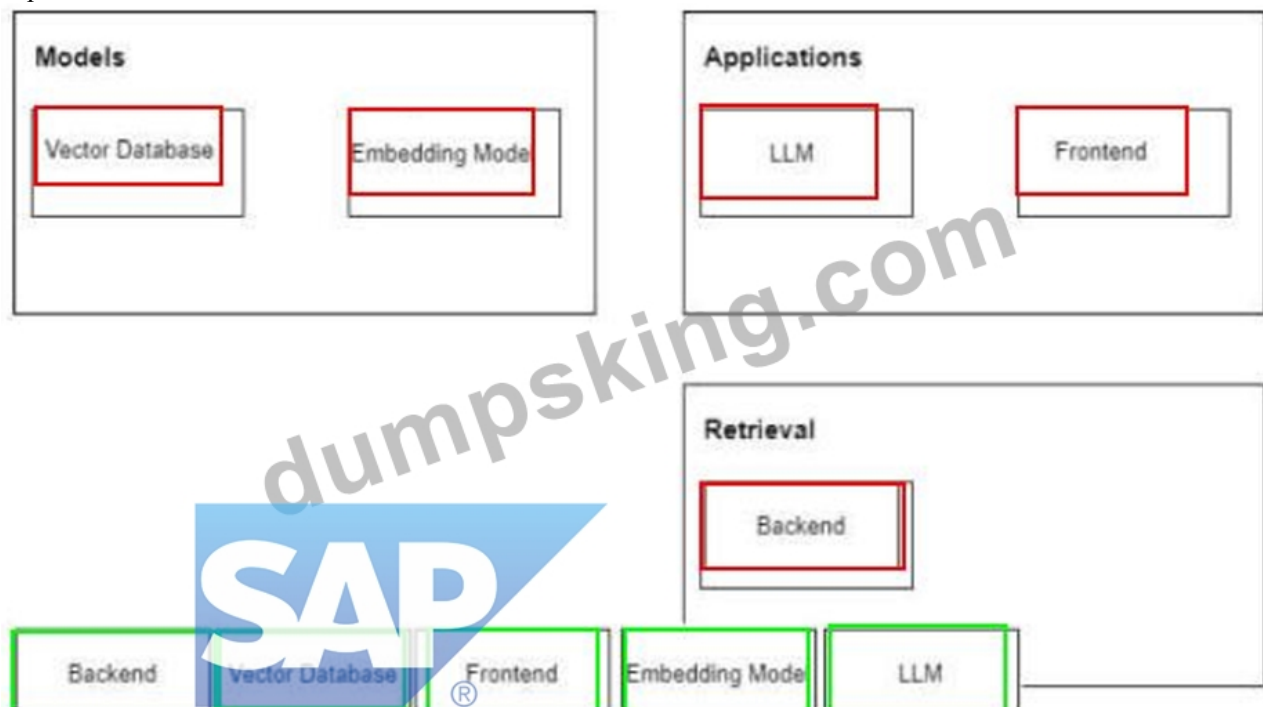 Models
Applications
Vector Database
Embedding Mode
LLM
Frontend
dumpsking.com
Retrieval
Backend
SAP
®
Backend
Vector Database
Frontend
Embedding Mode
LLM